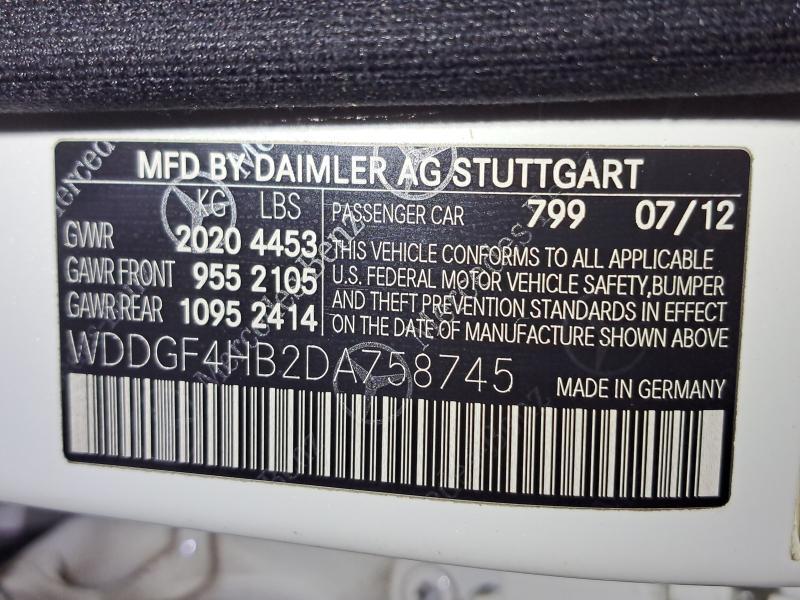 MFD BY DAIMLER AG STUTTGART
KG LBS
GVWR 2020 4453
GAWR FRONT 955 2105
GAWR REAR 1095 2414
PASSENGER CAR 799 07/12
THIS VEHICLE CONFORMS TO ALL APPLICABLE
U.S. FEDERAL MOTOR VEHICLE SAFETY,BUMPER
AND THEFT PREVENTION STANDARDS IN EFFECT
ON THE DATE OF MANUFACTURE SHOWN ABOVE
WDDGF4HB2DA758745
MADE IN GERMANY